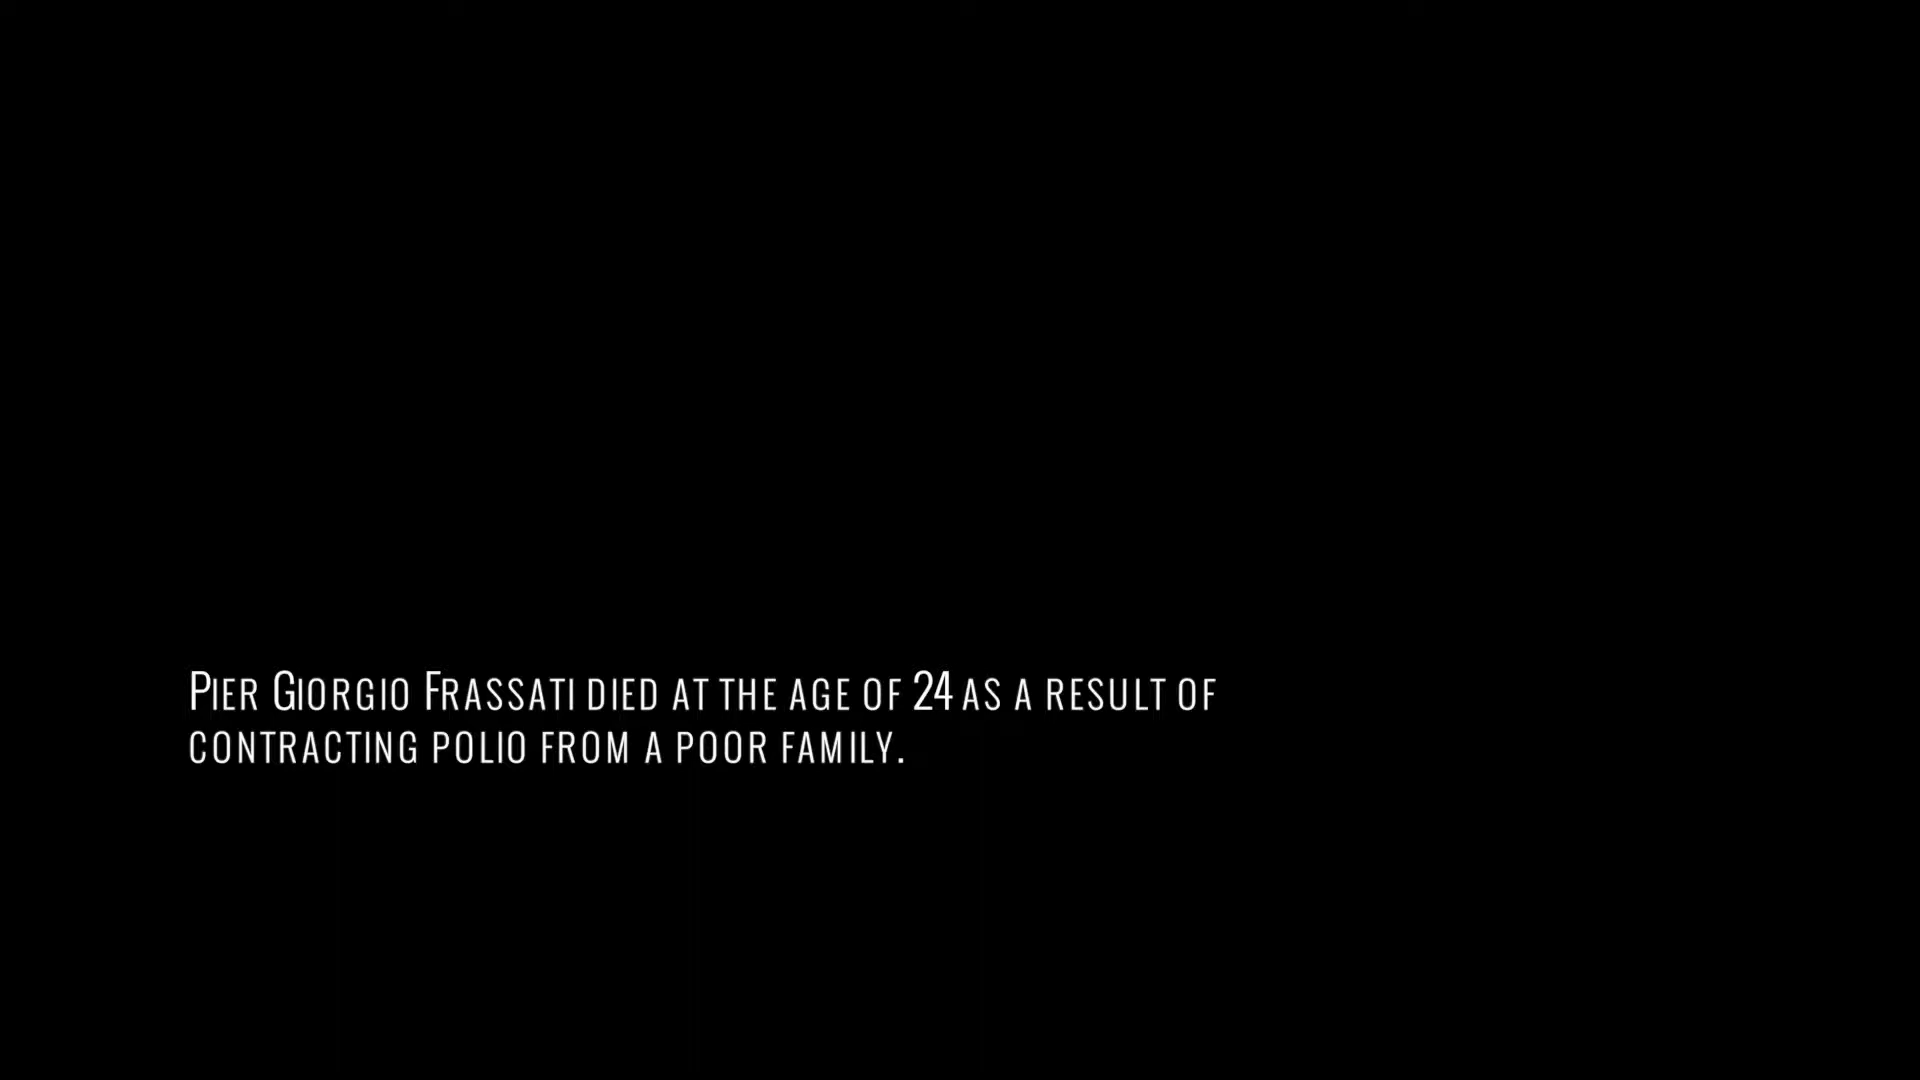 Pier Giorgio Frassati died at the age of 24 as a result of
contracting polio from a poor family.